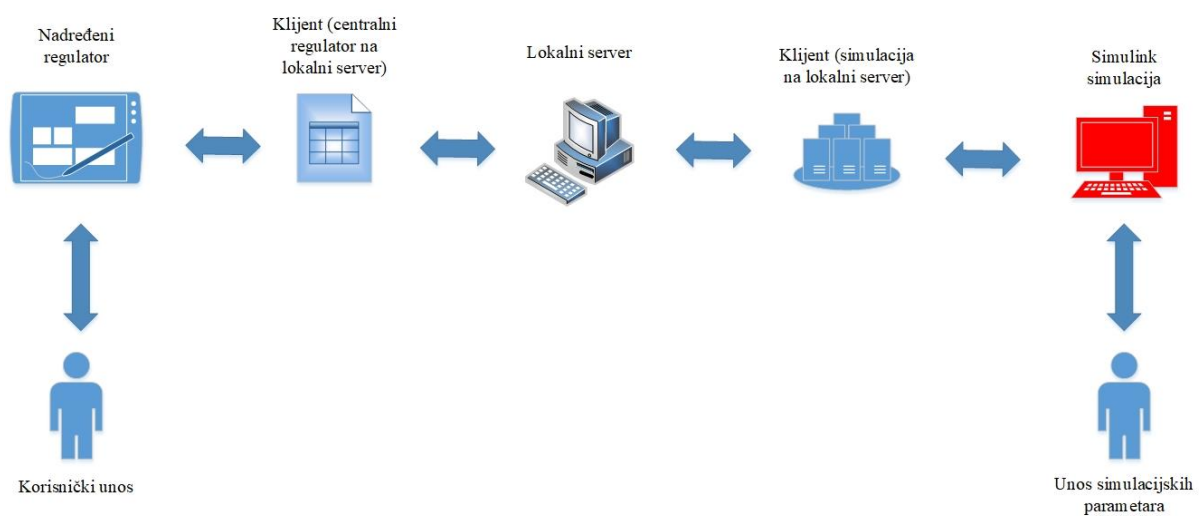 Nadređeni
regulator
Klijent (centralni
regulator na
lokalni server)
Lokalni server
Klijent (simulacija
na lokalni server)
Simulink
simulacija
Korisnički unos
Unos simulacijskih
parametara